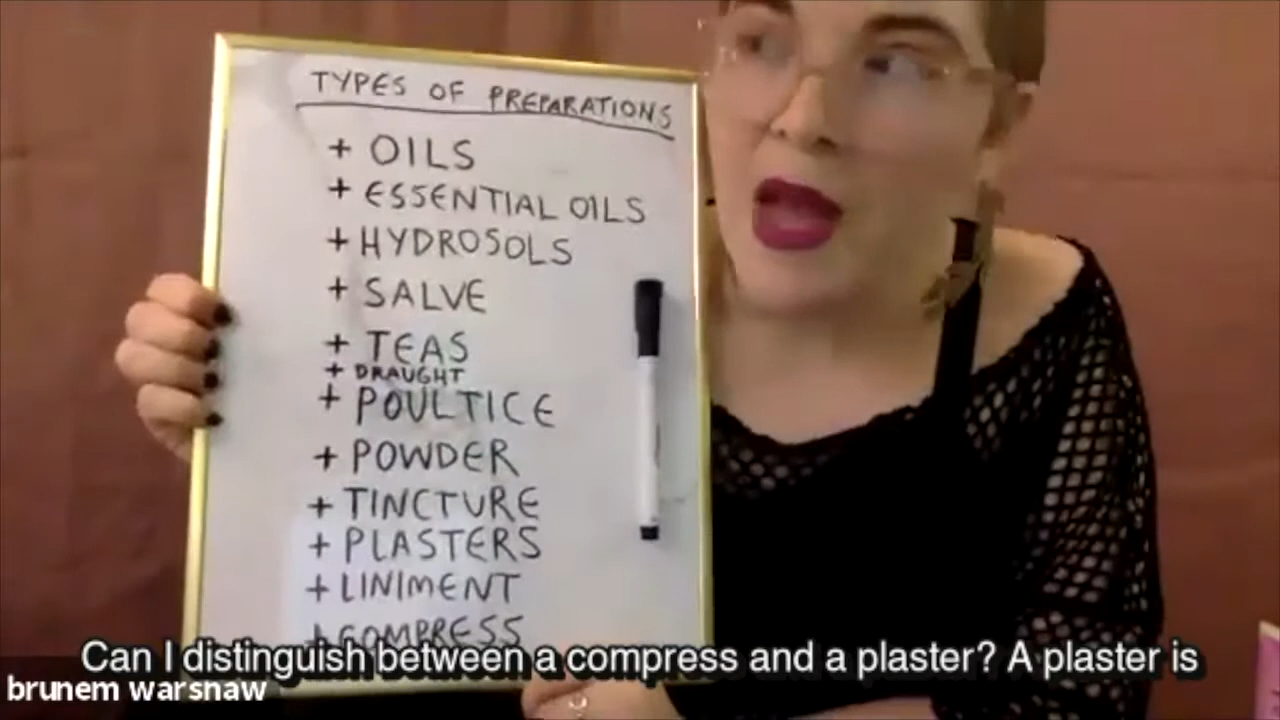 TYPES OF PREPARATIONS
+ OILS
+ ESSENTIAL OILS
+ HYDROSOLS
+ SALVE
+ TEAS
+ DRAUGHT
+ POULTICE
+ POWDER
+ TINCTURE
+ PLASTERS
+ LINIMENT
+ COMPRESS
Can I distinguish between a compress and a plaster? A plaster is
brunem warsnaw